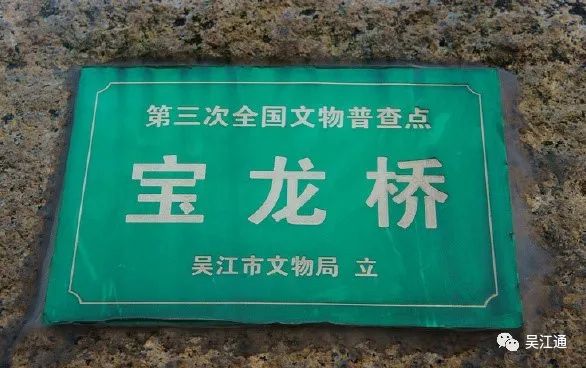 第三次全国文物普查点
宝龙桥
吴江市文物局 立
吴江通